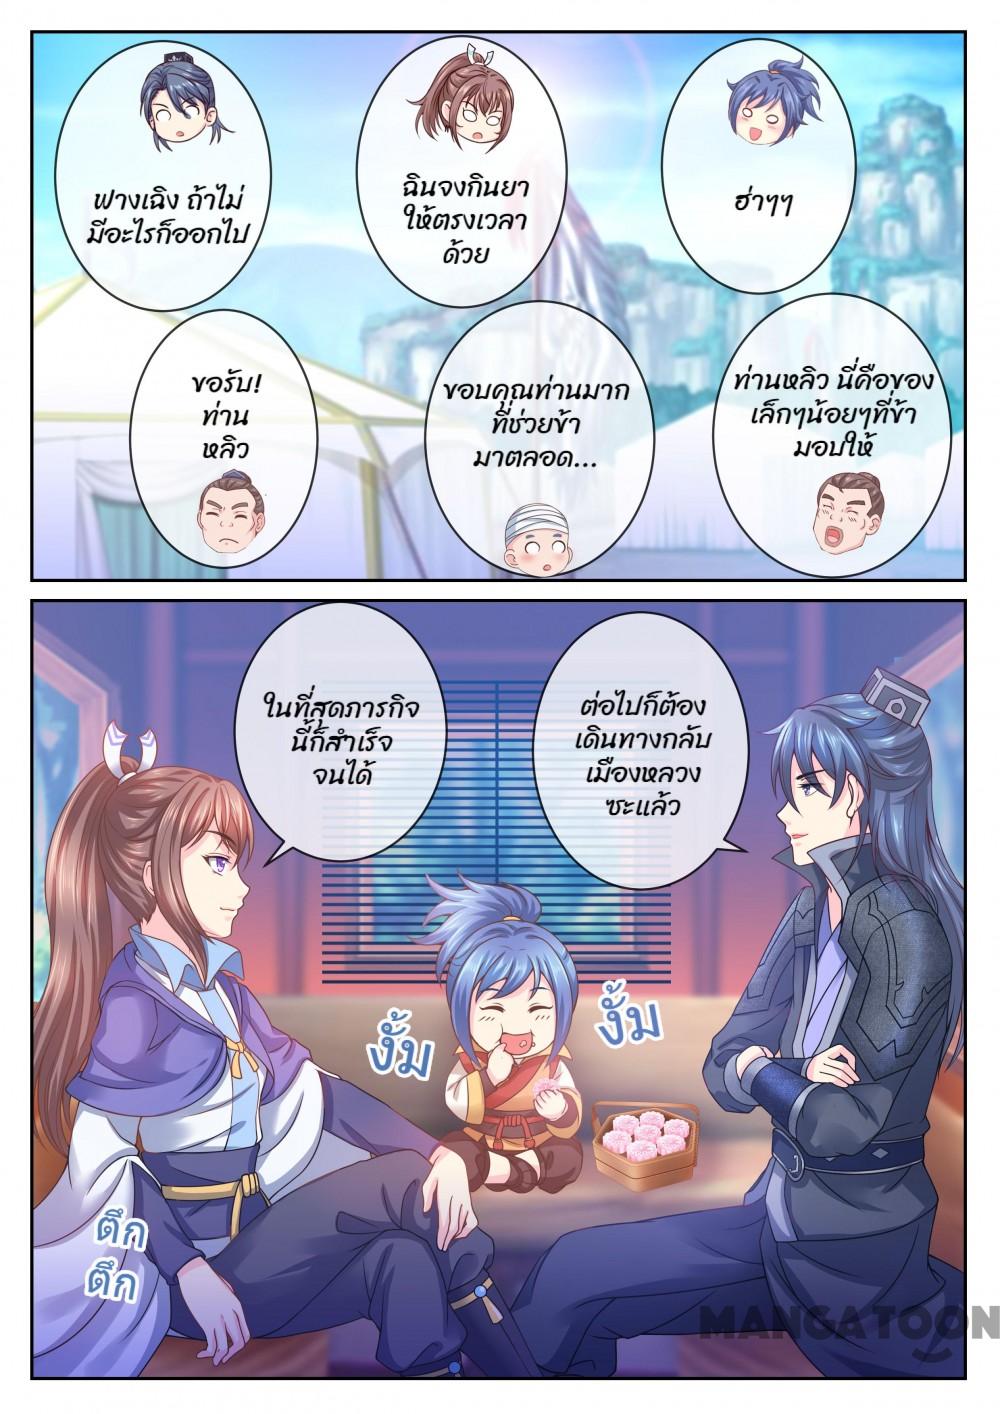 ฟางเฉิง ถ้าไม่
มีอะไรก็ออกไป
ฉินจงกินยา
ให้ตรงเวลา
ด้วย
ฮ่าๆๆ
ขอรับ!
ท่าน
หลิว
ขอบคุณท่านมาก
ที่ช่วยข้า
มาตลอด...
ท่านหลิว นี่คือของ
เล็กๆน้อยๆที่ข้า
มอบให้
ในที่สุดภารกิจ
นี้ก็สำเร็จ
จนได้
ต่อไปก็ต้อง
เดินทางกลับ
เมืองหลวง
ซะแล้ว
งั้ม
งั้ม
ตึก
ตึก
MANGATOON